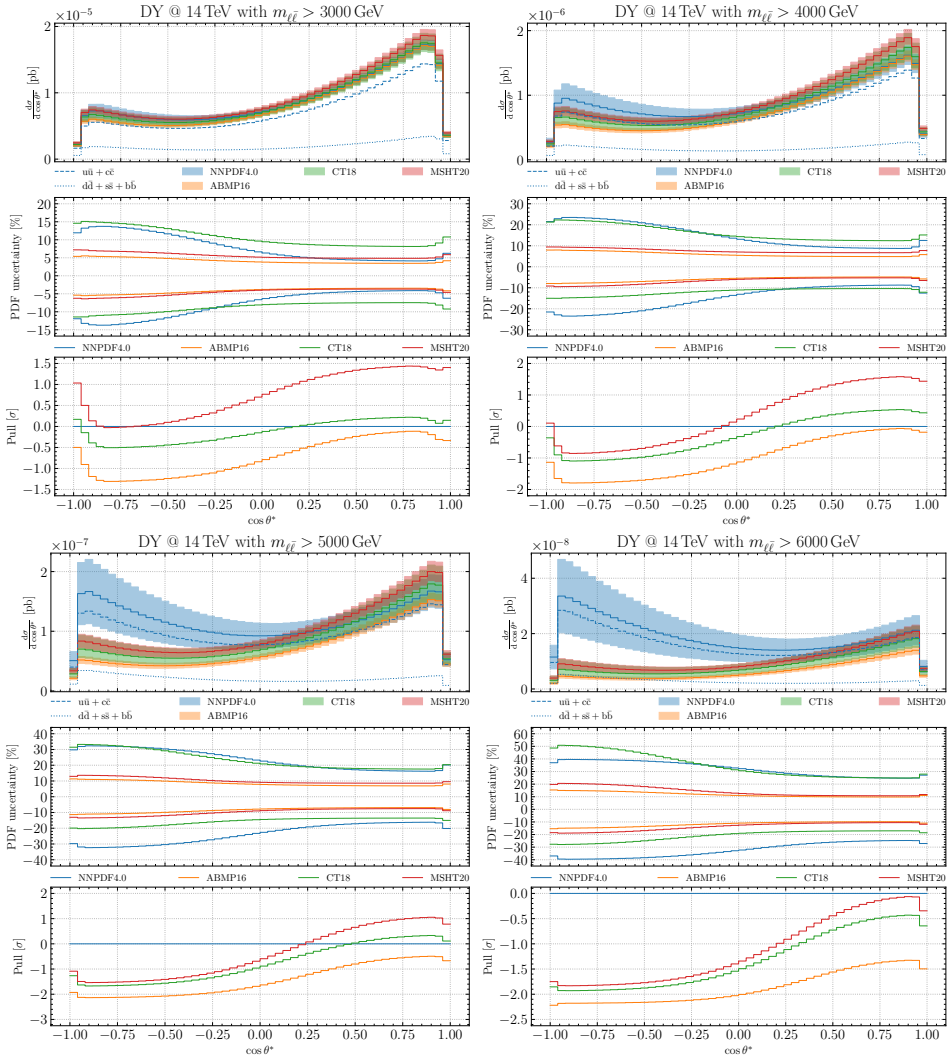 DY @ 14 TeV with mℓℓ̄ > 3000 GeV
×10⁻⁵
2
1
0
dσ/d cos θ* [pb]
uū + cc̄ NNPDF4.0 CT18 MSHT20
dd̄ + ss̄ + bb̄ ABMP16
20
15
10
5
0
−5
−10
−15
PDF uncertainty [%]
NNPDF4.0 ABMP16 CT18 MSHT20
1.5
1.0
0.5
0.0
−0.5
−1.0
−1.5
Pull [σ]
−1.00 −0.75 −0.50 −0.25 0.00 0.25 0.50 0.75 1.00
cos θ*
DY @ 14 TeV with mℓℓ̄ > 4000 GeV
×10⁻⁶
2
1
0
dσ/d cos θ* [pb]
uū + cc̄ NNPDF4.0 CT18 MSHT20
dd̄ + ss̄ + bb̄ ABMP16
30
20
10
0
−10
−20
−30
PDF uncertainty [%]
NNPDF4.0 ABMP16 CT18 MSHT20
2
1
0
−1
−2
Pull [σ]
−1.00 −0.75 −0.50 −0.25 0.00 0.25 0.50 0.75 1.00
cos θ*
DY @ 14 TeV with mℓℓ̄ > 5000 GeV
×10⁻⁷
2
1
0
dσ/d cos θ* [pb]
uū + cc̄ NNPDF4.0 CT18 MSHT20
dd̄ + ss̄ + bb̄ ABMP16
40
30
20
10
0
−10
−20
−30
−40
PDF uncertainty [%]
NNPDF4.0 ABMP16 CT18 MSHT20
2
1
0
−1
−2
−3
Pull [σ]
−1.00 −0.75 −0.50 −0.25 0.00 0.25 0.50 0.75 1.00
cos θ*
DY @ 14 TeV with mℓℓ̄ > 6000 GeV
×10⁻⁸
4
2
0
dσ/d cos θ* [pb]
uū + cc̄ NNPDF4.0 CT18 MSHT20
dd̄ + ss̄ + bb̄ ABMP16
60
50
40
30
20
10
0
−10
−20
−30
−40
PDF uncertainty [%]
NNPDF4.0 ABMP16 CT18 MSHT20
0.0
−0.5
−1.0
−1.5
−2.0
−2.5
Pull [σ]
−1.00 −0.75 −0.50 −0.25 0.00 0.25 0.50 0.75 1.00
cos θ*